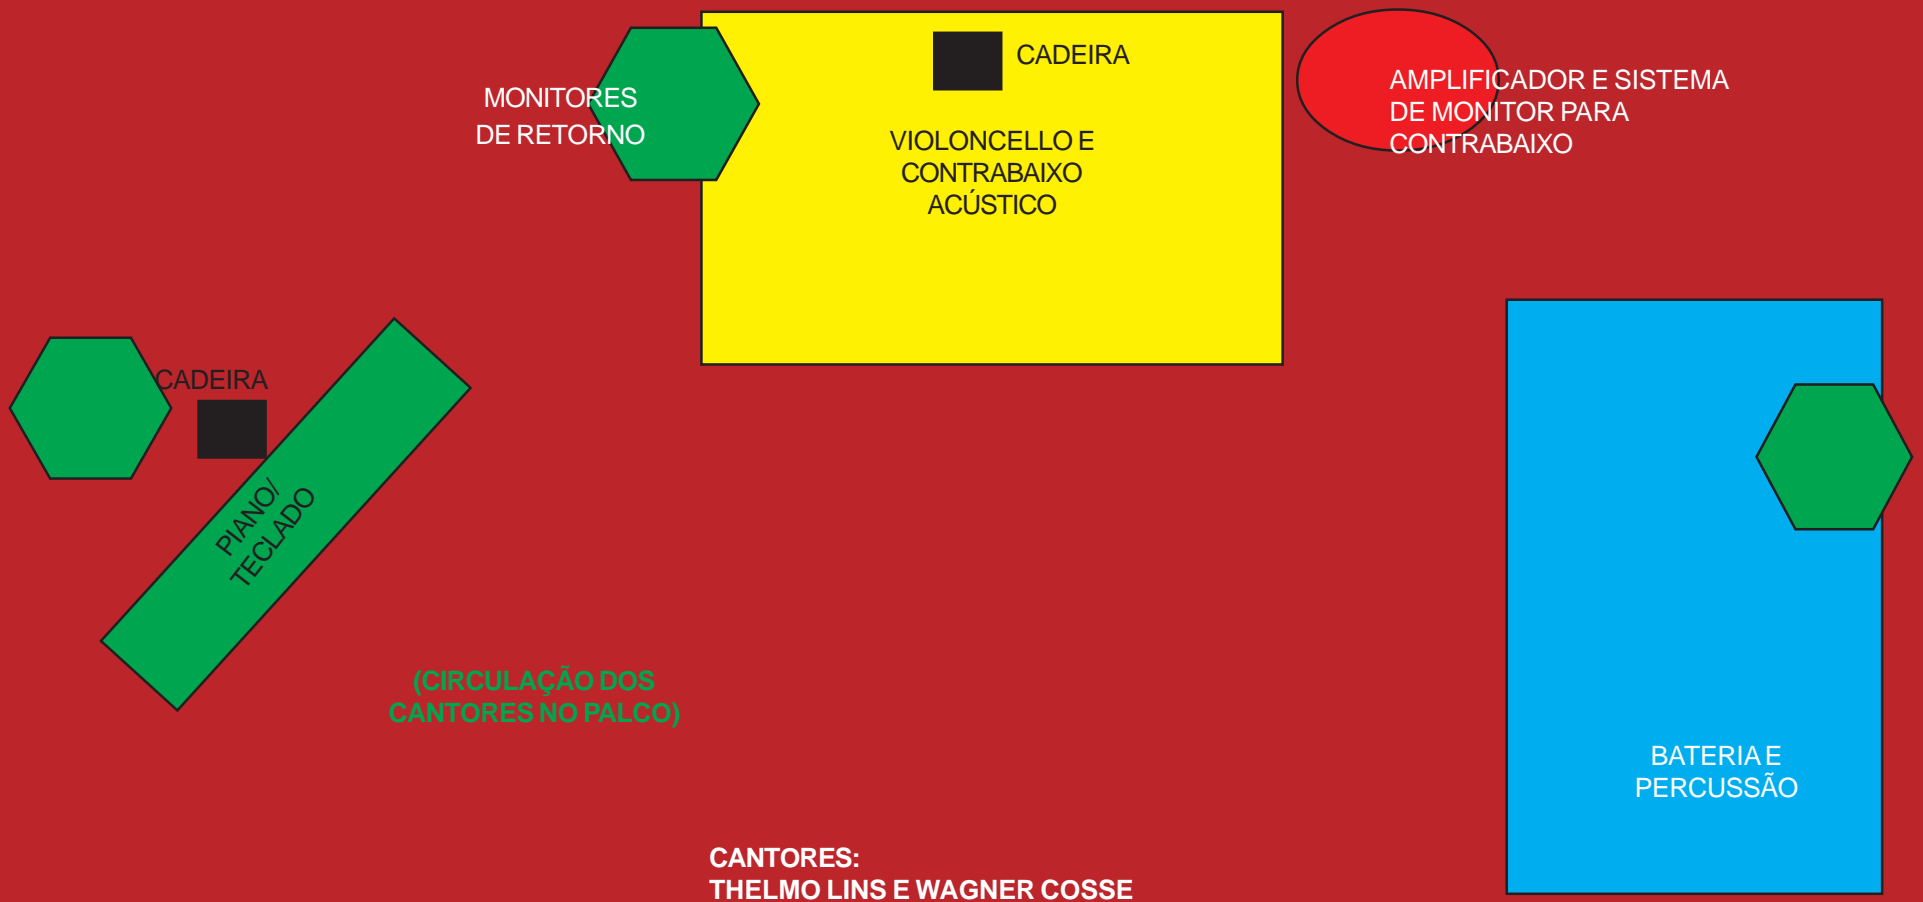 CADEIRA
MONITORES
DE RETORNO
VIOLONCELLO E
CONTRABAIXO
ACÚSTICO
AMPLIFICADOR E SISTEMA
DE MONITOR PARA
CONTRABAIXO
CADEIRA
PIANO/
TECLADO
(CIRCULAÇÃO DOS
CANTORES NO PALCO)
BATERIA E
PERCUSSÃO
CANTORES:
THELMO LINS E WAGNER COSSE